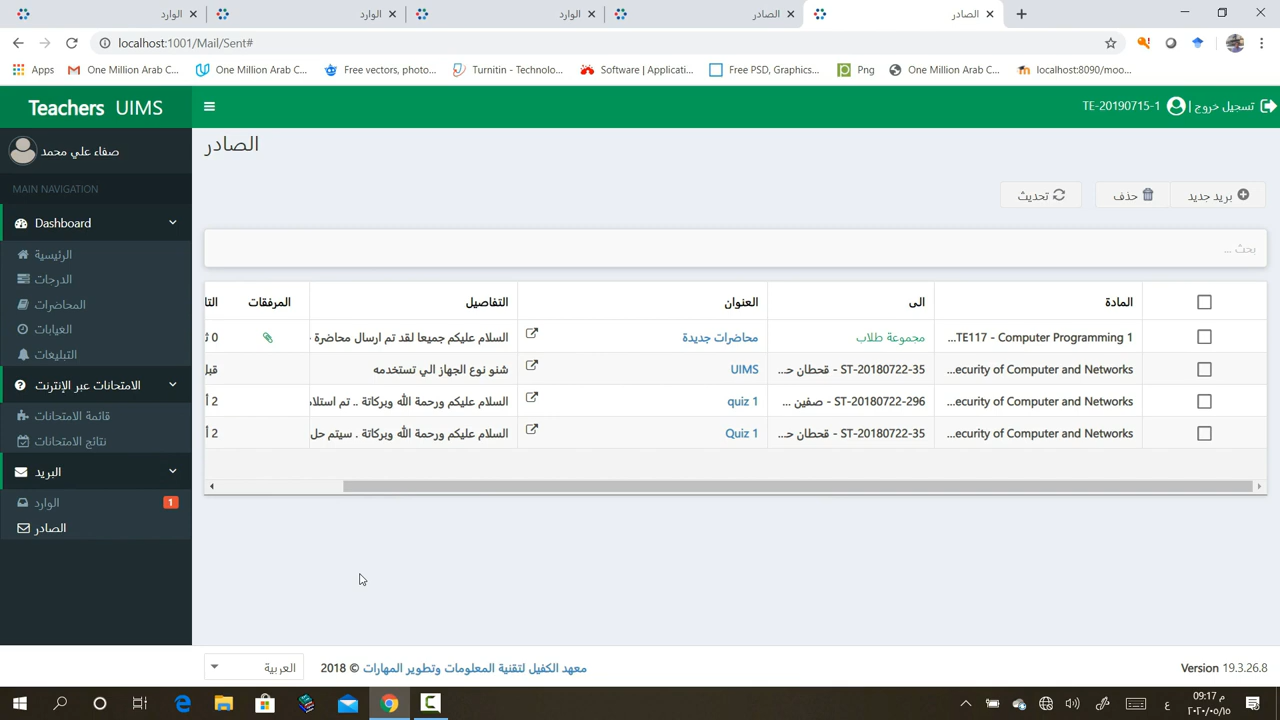 الوارد
الوارد
الوارد
الصادر
الصادر
localhost:1001/Mail/Sent#
Apps
One Million Arab C...
One Million Arab C...
Free vectors, photo...
Turnitin - Technolo...
Software | Applicati...
Free PSD, Graphics...
Png
One Million Arab C...
localhost:8090/moo...
Teachers UIMS
TE-20190715-1
تسجيل خروج |
صفاء علي محمد
MAIN NAVIGATION
Dashboard
الرئيسية
الدرجات
المحاضرات
الغيابات
التبليغات
الامتحانات عبر الإنترنت
قائمة الامتحانات
نتائج الامتحانات
البريد
الوارد 1
الصادر
الصادر
بريد جديد
حذف
تحديث
بحث ...
المادة الى العنوان التفاصيل المرفقات التا
TE117 - Computer Programming 1... مجموعة طلاب محاضرات جديدة السلام عليكم جميعا لقد تم ارسال محاضرة 0 ث
ecurity of Computer and Networks... ST-20180722-35 - قحطان حـ... UIMS شنو نوع الجهاز الي تستخدمه قبل
ecurity of Computer and Networks... ST-20180722-296 - صفين ... quiz 1 السلام عليكم ورحمة الله وبركاتة .. تم استلام 2 أ
ecurity of Computer and Networks... ST-20180722-35 - قحطان حـ... Quiz 1 السلام عليكم ورحمة الله وبركاتة . سيتم حل 2 أ
العربية
2018 © معهد الكفيل لتقنية المعلومات وتطوير المهارات
Version 19.3.26.8
ع
09:17 م